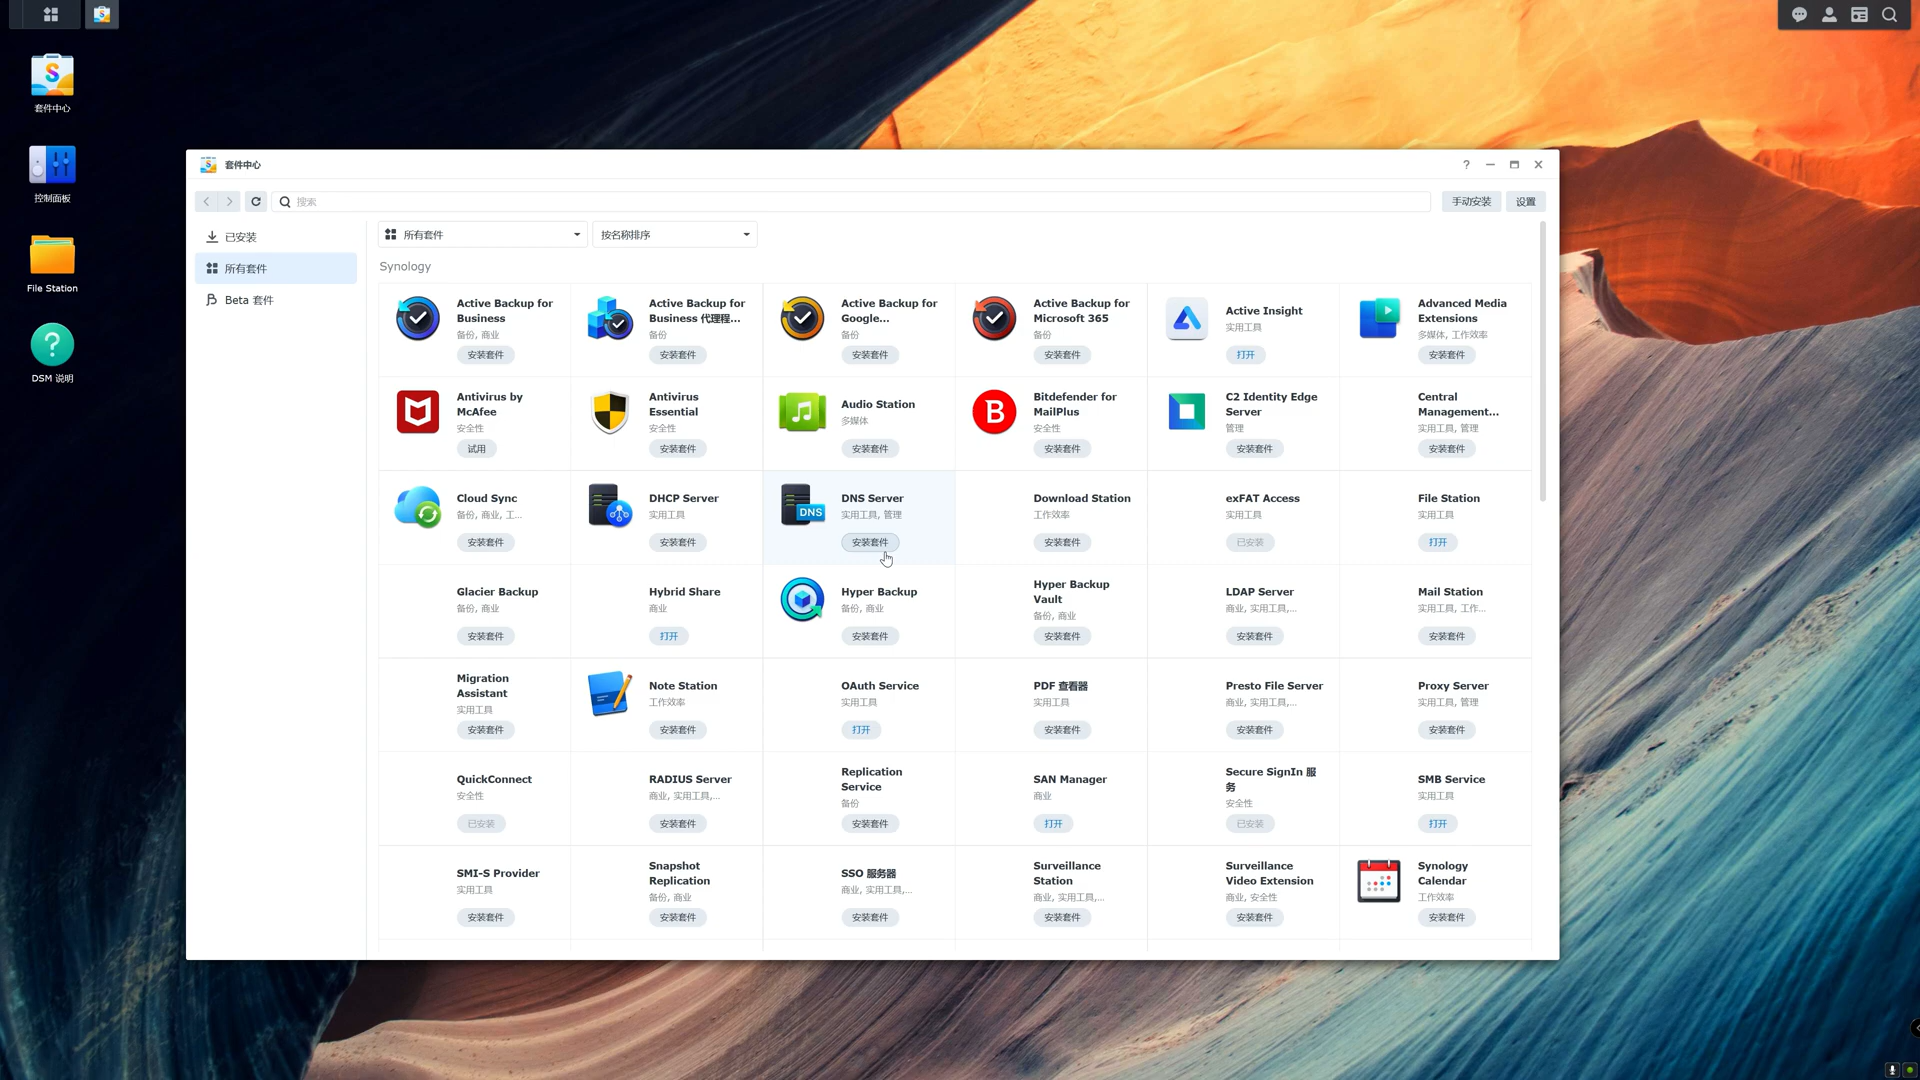 套件中心
控制面板
File Station
DSM 说明
套件中心
搜索
手动安装
设置
已安装
所有套件
Beta 套件
所有套件
按名称排序
Synology
Active Backup for
Business
备份, 商业
安装套件
Active Backup for
Business 代理程...
备份
安装套件
Active Backup for
Google...
备份
安装套件
Active Backup for
Microsoft 365
备份
安装套件
Active Insight
实用工具
打开
Advanced Media
Extensions
多媒体, 工作效率
安装套件
Antivirus by
McAfee
安全性
试用
Antivirus
Essential
安全性
安装套件
Audio Station
多媒体
安装套件
B
Bitdefender for
MailPlus
安全性
安装套件
C2 Identity Edge
Server
管理
安装套件
Central
Management...
实用工具, 管理
安装套件
Cloud Sync
备份, 商业, 工...
安装套件
DHCP Server
实用工具
安装套件
DNS
DNS Server
实用工具, 管理
安装套件
Download Station
工作效率
安装套件
exFAT Access
实用工具
已安装
File Station
实用工具
打开
Glacier Backup
备份, 商业
安装套件
Hybrid Share
商业
打开
Hyper Backup
备份, 商业
安装套件
Hyper Backup
Vault
备份, 商业
安装套件
LDAP Server
商业, 实用工具,...
安装套件
Mail Station
实用工具, 工作...
安装套件
Migration
Assistant
实用工具
安装套件
Note Station
工作效率
安装套件
OAuth Service
实用工具
打开
PDF 查看器
实用工具
安装套件
Presto File Server
商业, 实用工具,...
安装套件
Proxy Server
实用工具, 管理
安装套件
QuickConnect
安全性
已安装
RADIUS Server
商业, 实用工具,...
安装套件
Replication
Service
备份
安装套件
SAN Manager
商业
打开
Secure SignIn 服
务
安全性
已安装
SMB Service
实用工具
打开
SMI-S Provider
实用工具
安装套件
Snapshot
Replication
备份, 商业
安装套件
SSO 服务器
商业, 实用工具,...
安装套件
Surveillance
Station
商业, 实用工具,...
安装套件
Surveillance
Video Extension
商业, 安全性
安装套件
Synology
Calendar
工作效率
安装套件